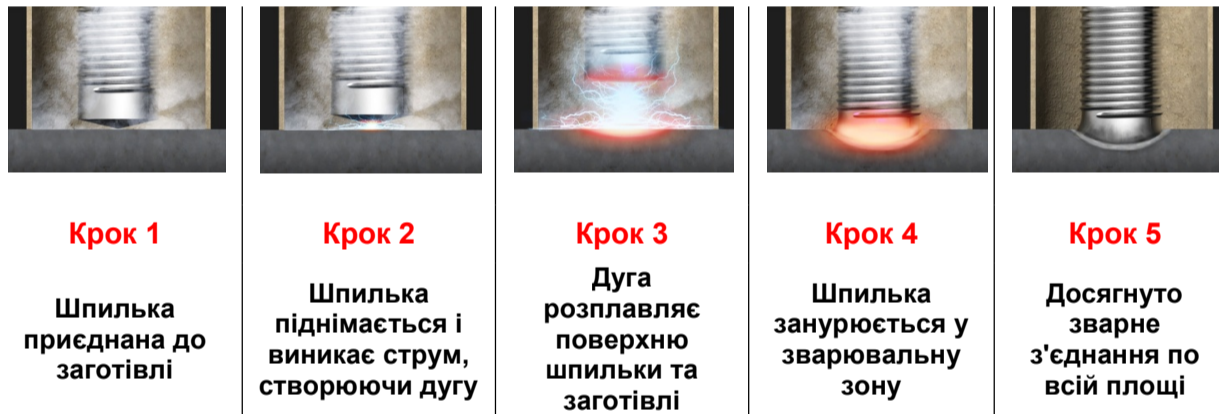 Крок 1
Шпилька
приєднана до
заготівлі
Крок 2
Шпилька
піднімається і
виникає струм,
створюючи дугу
Крок 3
Дуга
розплавляє
поверхню
шпильки та
заготівлі
Крок 4
Шпилька
занурюється у
зварювальну
зону
Крок 5
Досягнуто
зварне
з'єднання по
всій площі